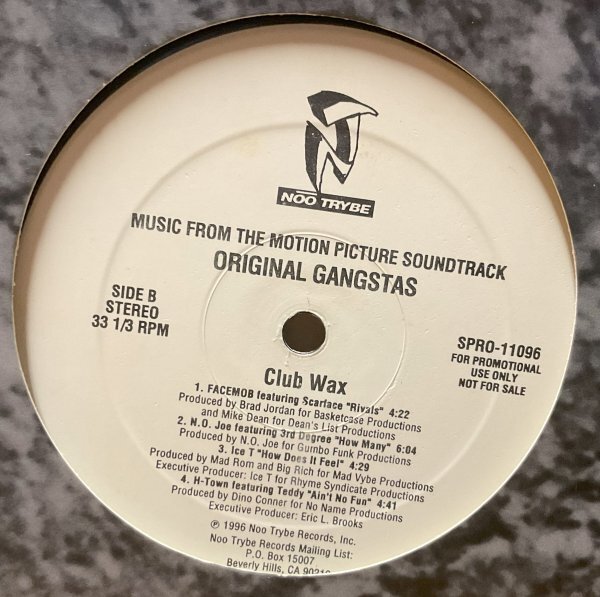 NOO TRYBE
MUSIC FROM THE MOTION PICTURE SOUNDTRACK
ORIGINAL GANGSTAS
SIDE B
STEREO
33 1/3 RPM
SPRO-11096
FOR PROMOTIONAL
USE ONLY
NOT FOR SALE
Club Wax
1. FACEMOB featuring Scarface "Rivals" 4:22
Produced by Brad Jordan for Basketcase Productions
and Mike Dean for Dean's List Productions
2. N.O. Joe featuring 3rd Degree "How Many" 6:04
Produced by N.O. Joe for Gumbo Funk Productions
3. Ice T "How Does It Feel" 4:29
Produced by Mad Rom and Big Rich for Mad Vybe Productions
Executive Producer: Ice T for Rhyme Syndicate Productions
4. H-Town featuring Teddy "Ain't No Fun" 4:41
Produced by Dino Conner for No Name Productions
Executive Producer: Eric L. Brooks
℗ 1996 Noo Trybe Records, Inc.
Noo Trybe Records Mailing List:
P.O. Box 15007
Beverly Hills, CA 90210